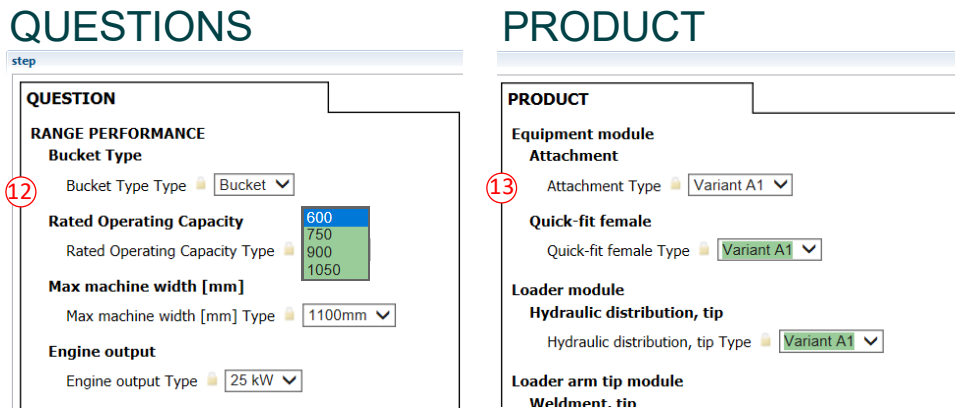 QUESTIONS
step
QUESTION
RANGE PERFORMANCE
Bucket Type
12
Bucket Type Type Bucket
Rated Operating Capacity
Rated Operating Capacity Type
600
750
900
1050
Max machine width [mm]
Max machine width [mm] Type 1100mm
Engine output
Engine output Type 25 kW
PRODUCT
PRODUCT
Equipment module
Attachment
13
Attachment Type Variant A1
Quick-fit female
Quick-fit female Type Variant A1
Loader module
Hydraulic distribution, tip
Hydraulic distribution, tip Type Variant A1
Loader arm tip module
Weldment, tip